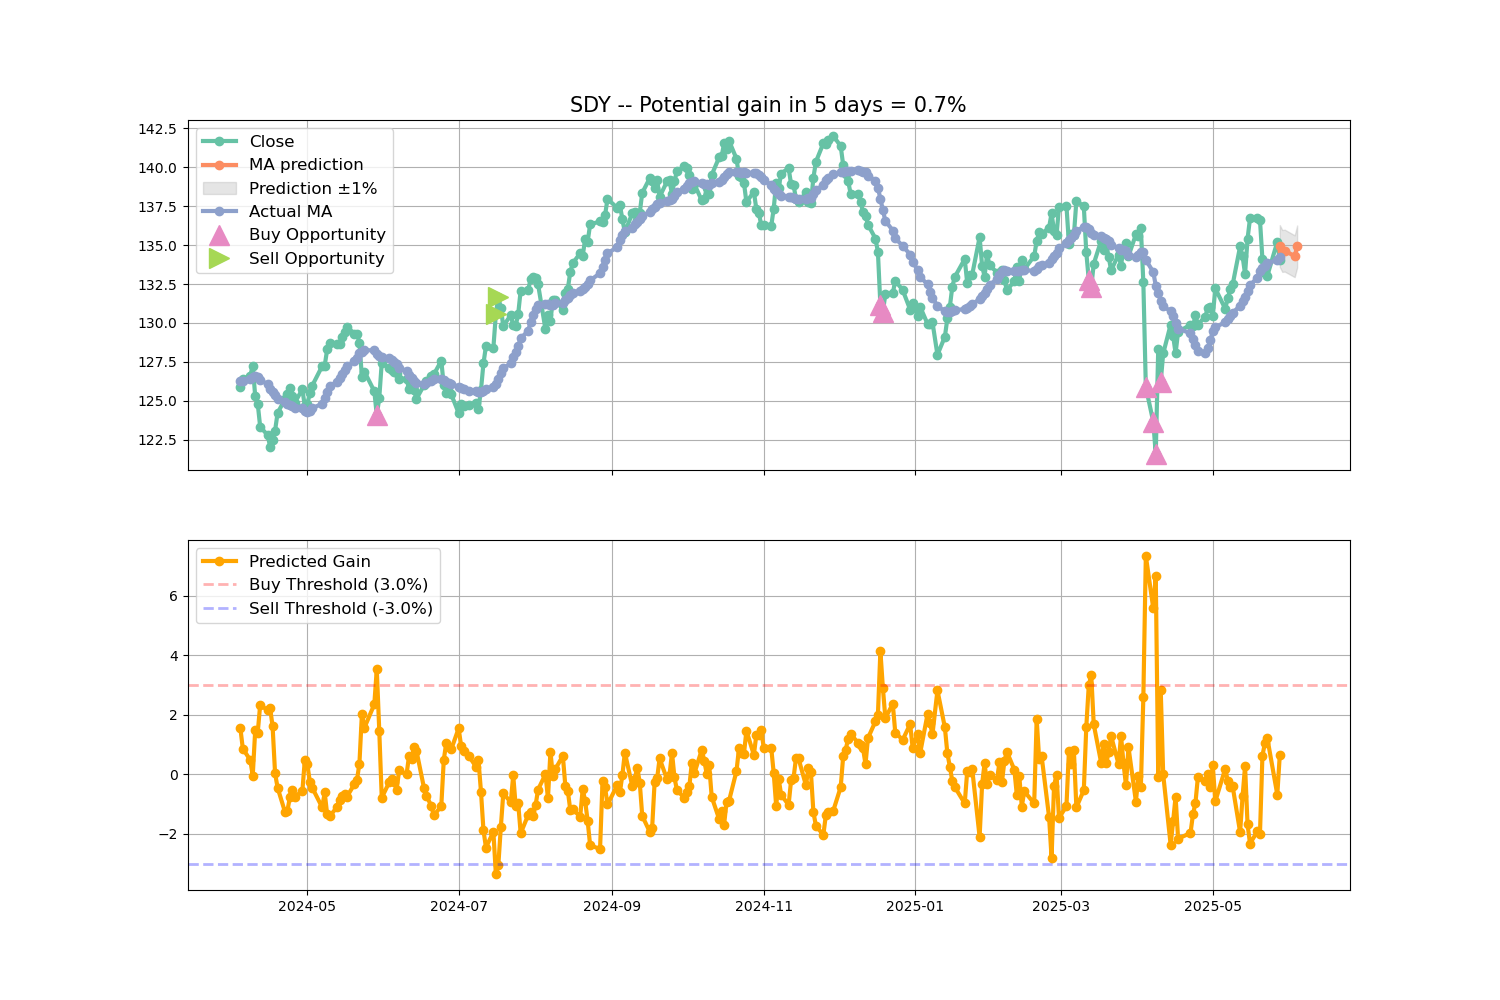 SDY -- Potential gain in 5 days = 0.7%
142.5
140.0
137.5
135.0
132.5
130.0
127.5
125.0
122.5
Close
MA prediction
Prediction ±1%
Actual MA
Buy Opportunity
Sell Opportunity
6
4
2
0
−2
Predicted Gain
Buy Threshold (3.0%)
Sell Threshold (-3.0%)
2024-05
2024-07
2024-09
2024-11
2025-01
2025-03
2025-05